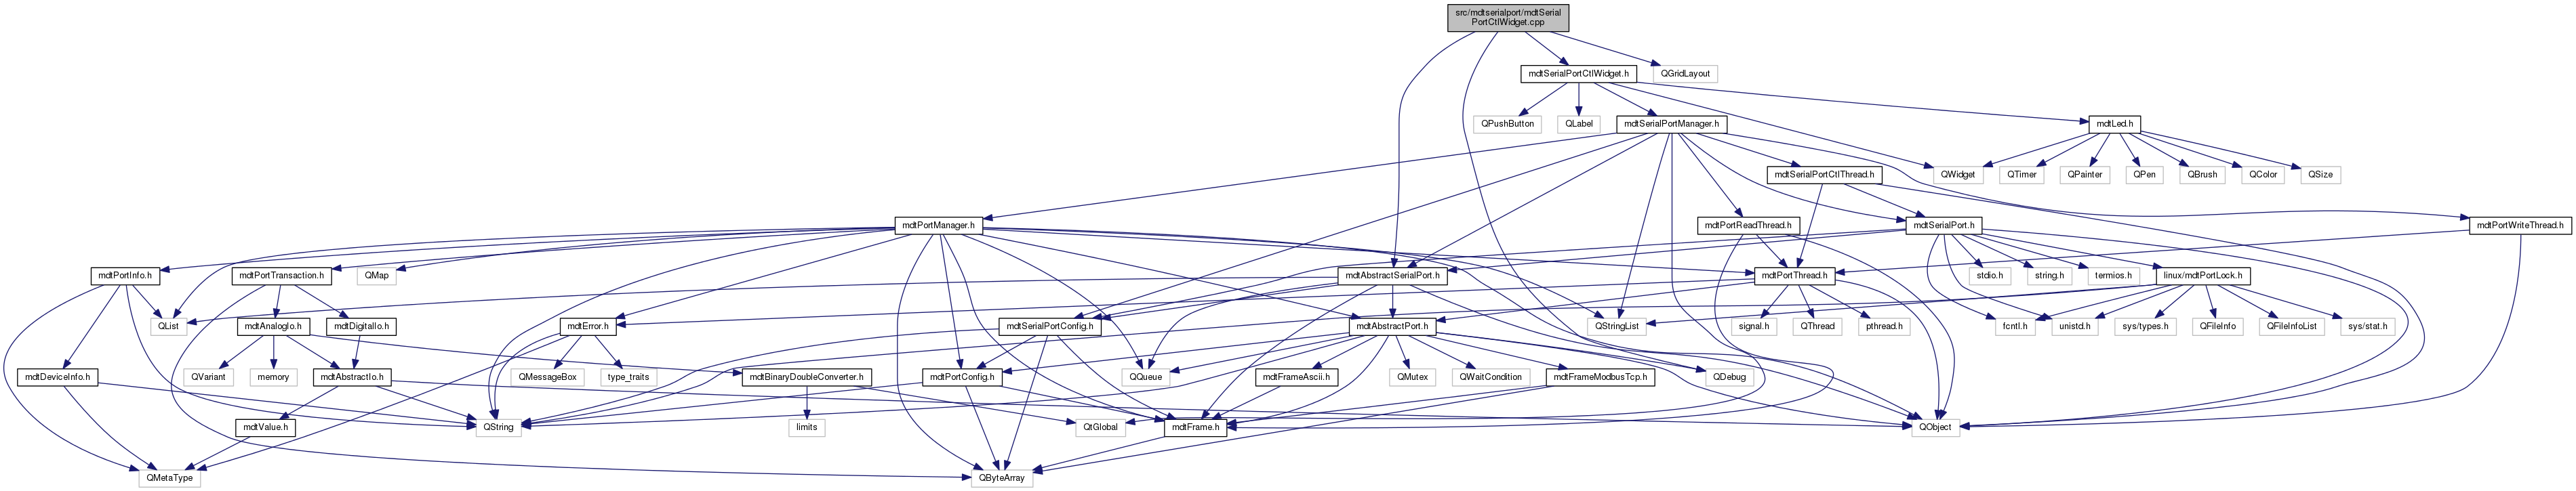 src/mdtserialport/mdtSerial
PortCtlWidget.cpp
mdtSerialPortCtlWidget.h
QGridLayout
QPushButton
QLabel
mdtSerialPortManager.h
mdtLed.h
mdtSerialPortCtlThread.h
QWidget
QTimer
QPainter
QPen
QBrush
QColor
QSize
mdtPortManager.h
mdtPortReadThread.h
mdtSerialPort.h
mdtPortWriteThread.h
mdtPortInfo.h
mdtPortTransaction.h
QMap
mdtAbstractSerialPort.h
mdtPortThread.h
stdio.h
string.h
termios.h
linux/mdtPortLock.h
QList
mdtAnalogIo.h
mdtDigitalIo.h
mdtError.h
mdtSerialPortConfig.h
mdtAbstractPort.h
QStringList
signal.h
QThread
pthread.h
fcntl.h
unistd.h
sys/types.h
QFileInfo
QFileInfoList
sys/stat.h
mdtDeviceInfo.h
QVariant
memory
mdtAbstractIo.h
QMessageBox
type_traits
mdtBinaryDoubleConverter.h
mdtPortConfig.h
QQueue
mdtFrameAscii.h
QMutex
QWaitCondition
mdtFrameModbusTcp.h
QDebug
mdtValue.h
QString
limits
QtGlobal
mdtFrame.h
QObject
QMetaType
QByteArray